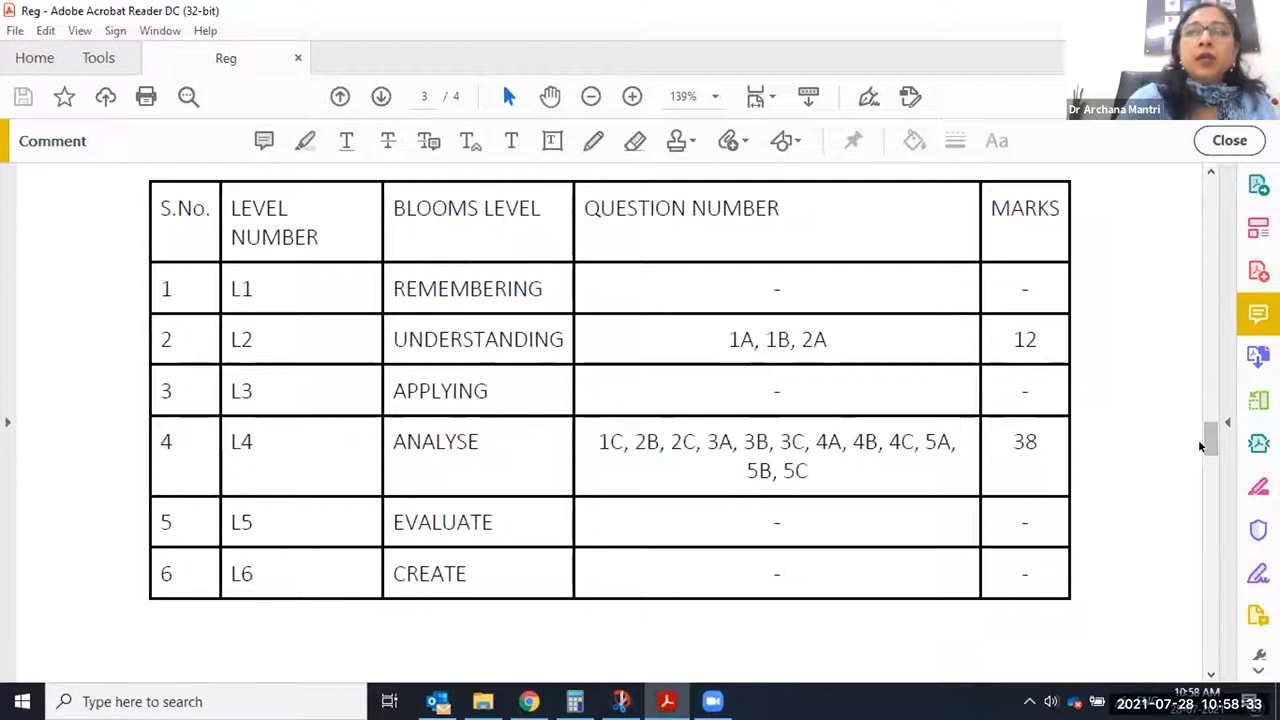 Reg - Adobe Acrobat Reader DC (32-bit)
File Edit View Sign Window Help
Home Tools Reg ×
3 / 4 139%
Dr Archana Mantri
Comment Aa Close
S.No. LEVEL NUMBER BLOOMS LEVEL QUESTION NUMBER MARKS
1 L1 REMEMBERING - -
2 L2 UNDERSTANDING 1A, 1B, 2A 12
3 L3 APPLYING - -
4 L4 ANALYSE 1C, 2B, 2C, 3A, 3B, 3C, 4A, 4B, 4C, 5A, 38
5B, 5C
5 L5 EVALUATE - -
6 L6 CREATE - -
Type here to search
10:58 AM
2021-07-28 10:58:33